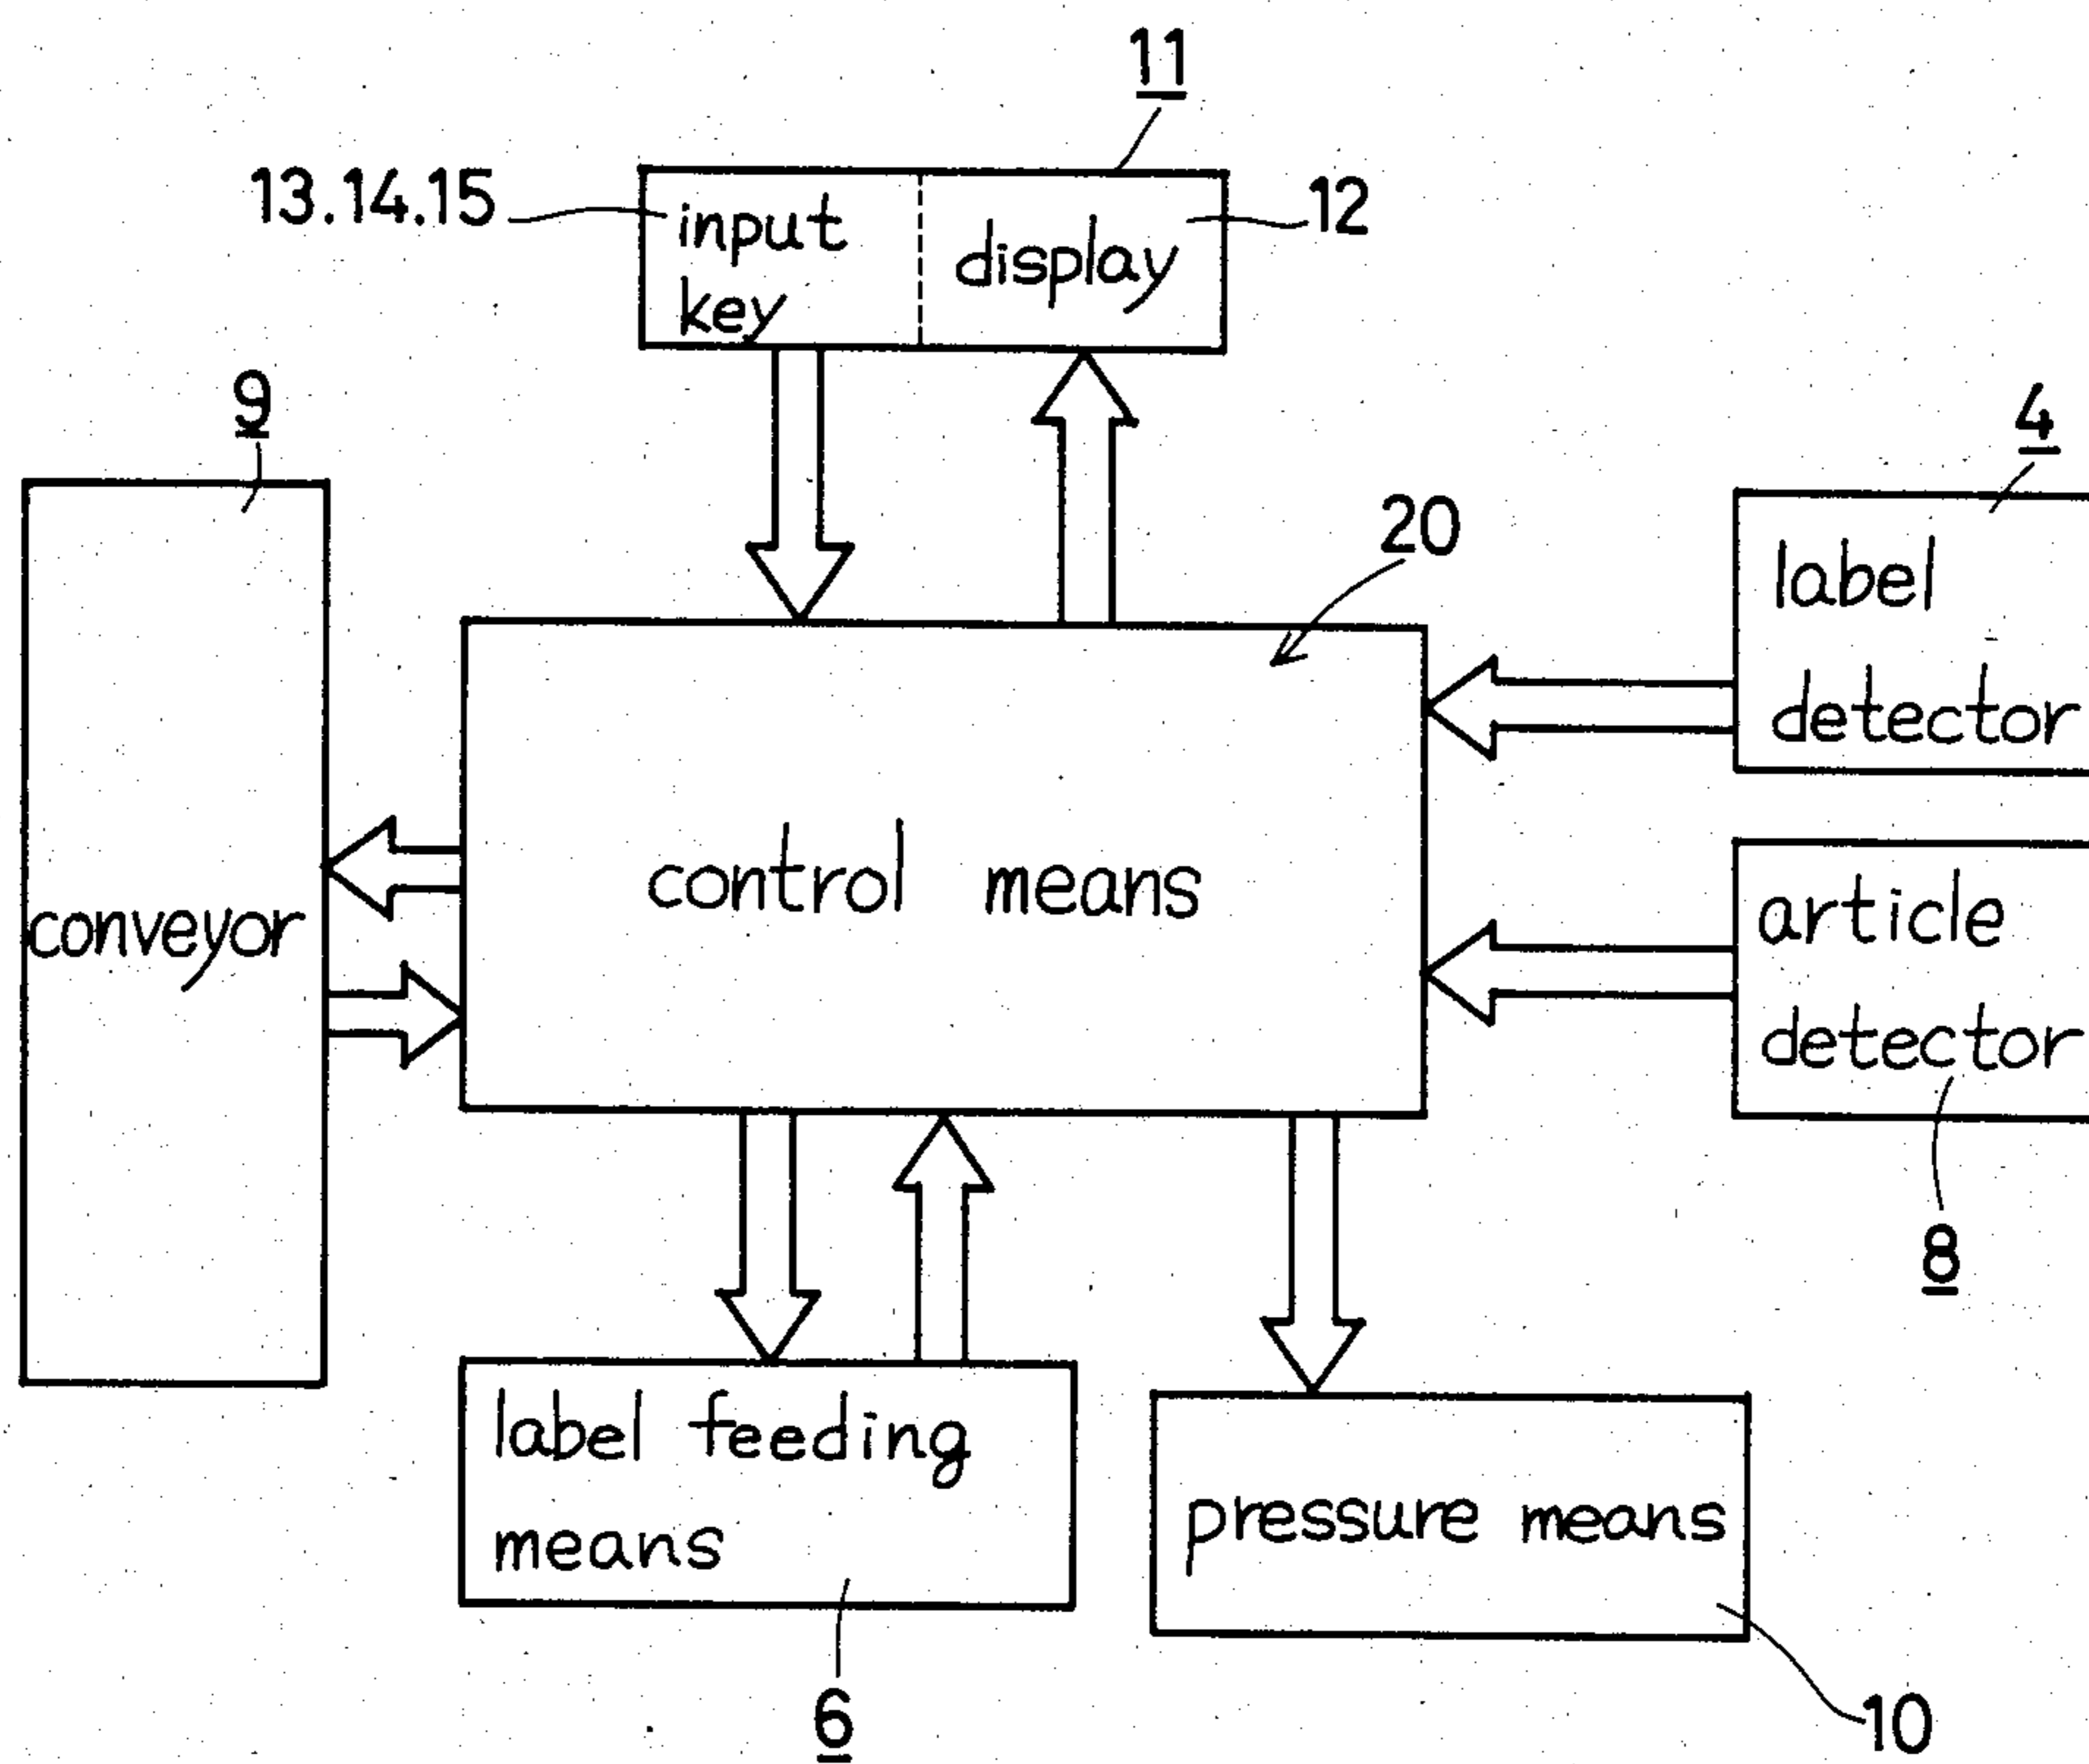 11
13.14.15
input
key
display
12
9
4
20
label
detector
conveyor
control means
article
detector
8
label feeding
means
pressure means
6
10